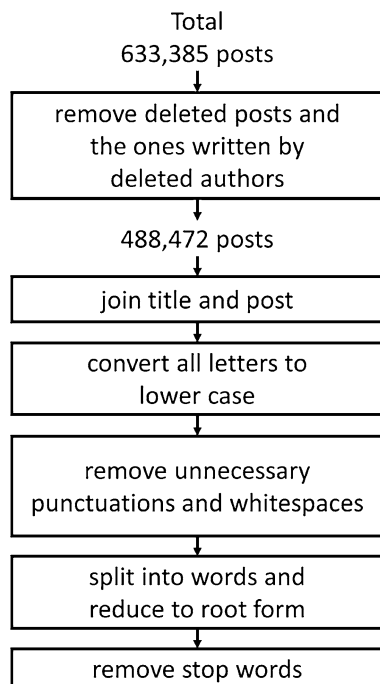 Total
633,385 posts
remove deleted posts and
the ones written by
deleted authors
488,472 posts
join title and post
convert all letters to
lower case
remove unnecessary
punctuations and whitespaces
split into words and
reduce to root form
remove stop words